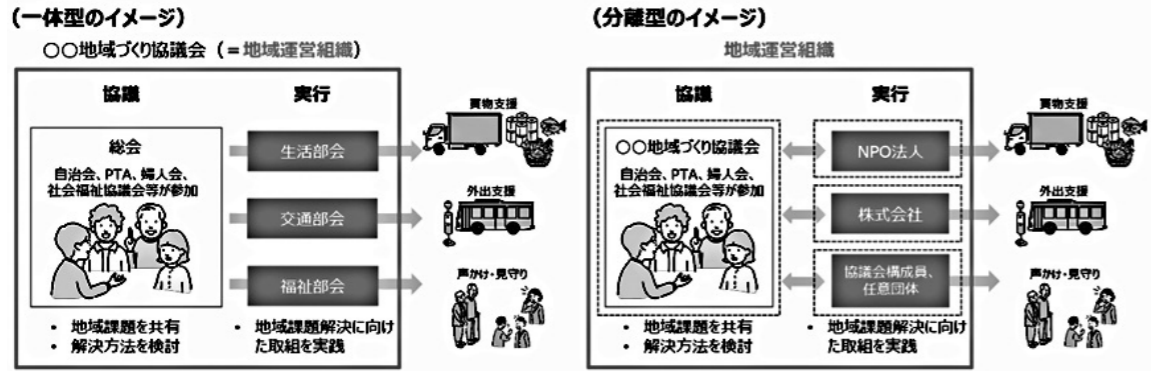 （一体型のイメージ）
〇〇地域づくり協議会（＝地域運営組織）
協議
実行
総会
自治会、PTA、婦人会、
社会福祉協議会等が参加
生活部会
交通部会
福祉部会
買物支援
外出支援
声かけ・見守り
・ 地域課題を共有
・ 解決方法を検討
・ 地域課題解決に向け
た取組を実践
（分離型のイメージ）
地域運営組織
協議
実行
〇〇地域づくり協議会
自治会、PTA、婦人会、
社会福祉協議会等が参加
NPO法人
株式会社
協議会構成員、
任意団体
買物支援
外出支援
声かけ・見守り
・ 地域課題を共有
・ 解決方法を検討
・ 地域課題解決に向け
た取組を実践